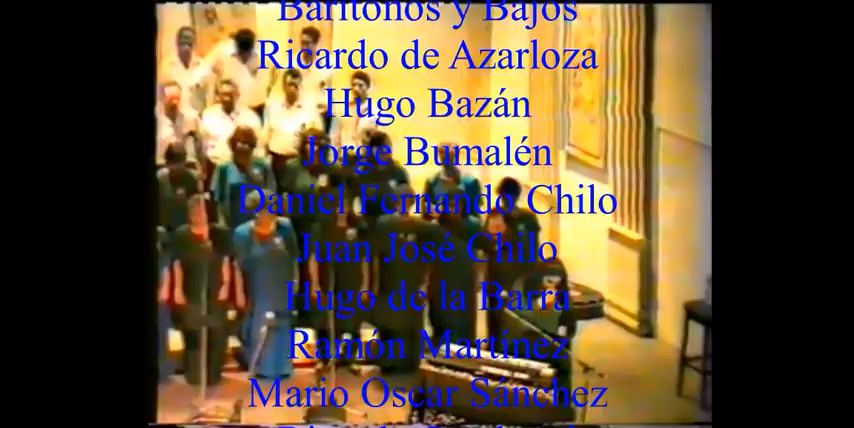 Barítonos y Bajos
Ricardo de Azarloza
Hugo Bazán
Jorge Bumalén
Daniel Fernando Chilo
Juan José Chilo
Hugo de la Barra
Ramón Martínez
Mario Oscar Sánchez